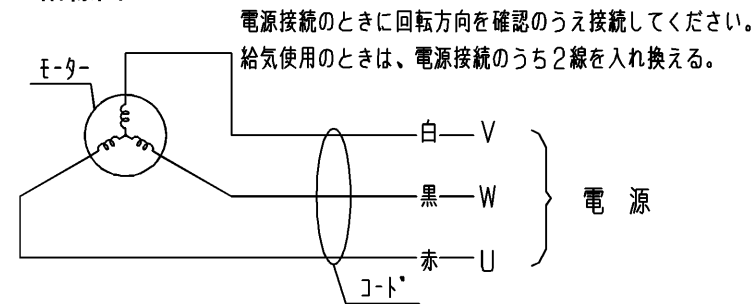 電源接続のときに回転方向を確認のうえ接続してください。
給気使用のときは、電源接続のうち2線を入れ換える。
モーター
白 V
黒 W
電源
赤 U
コード